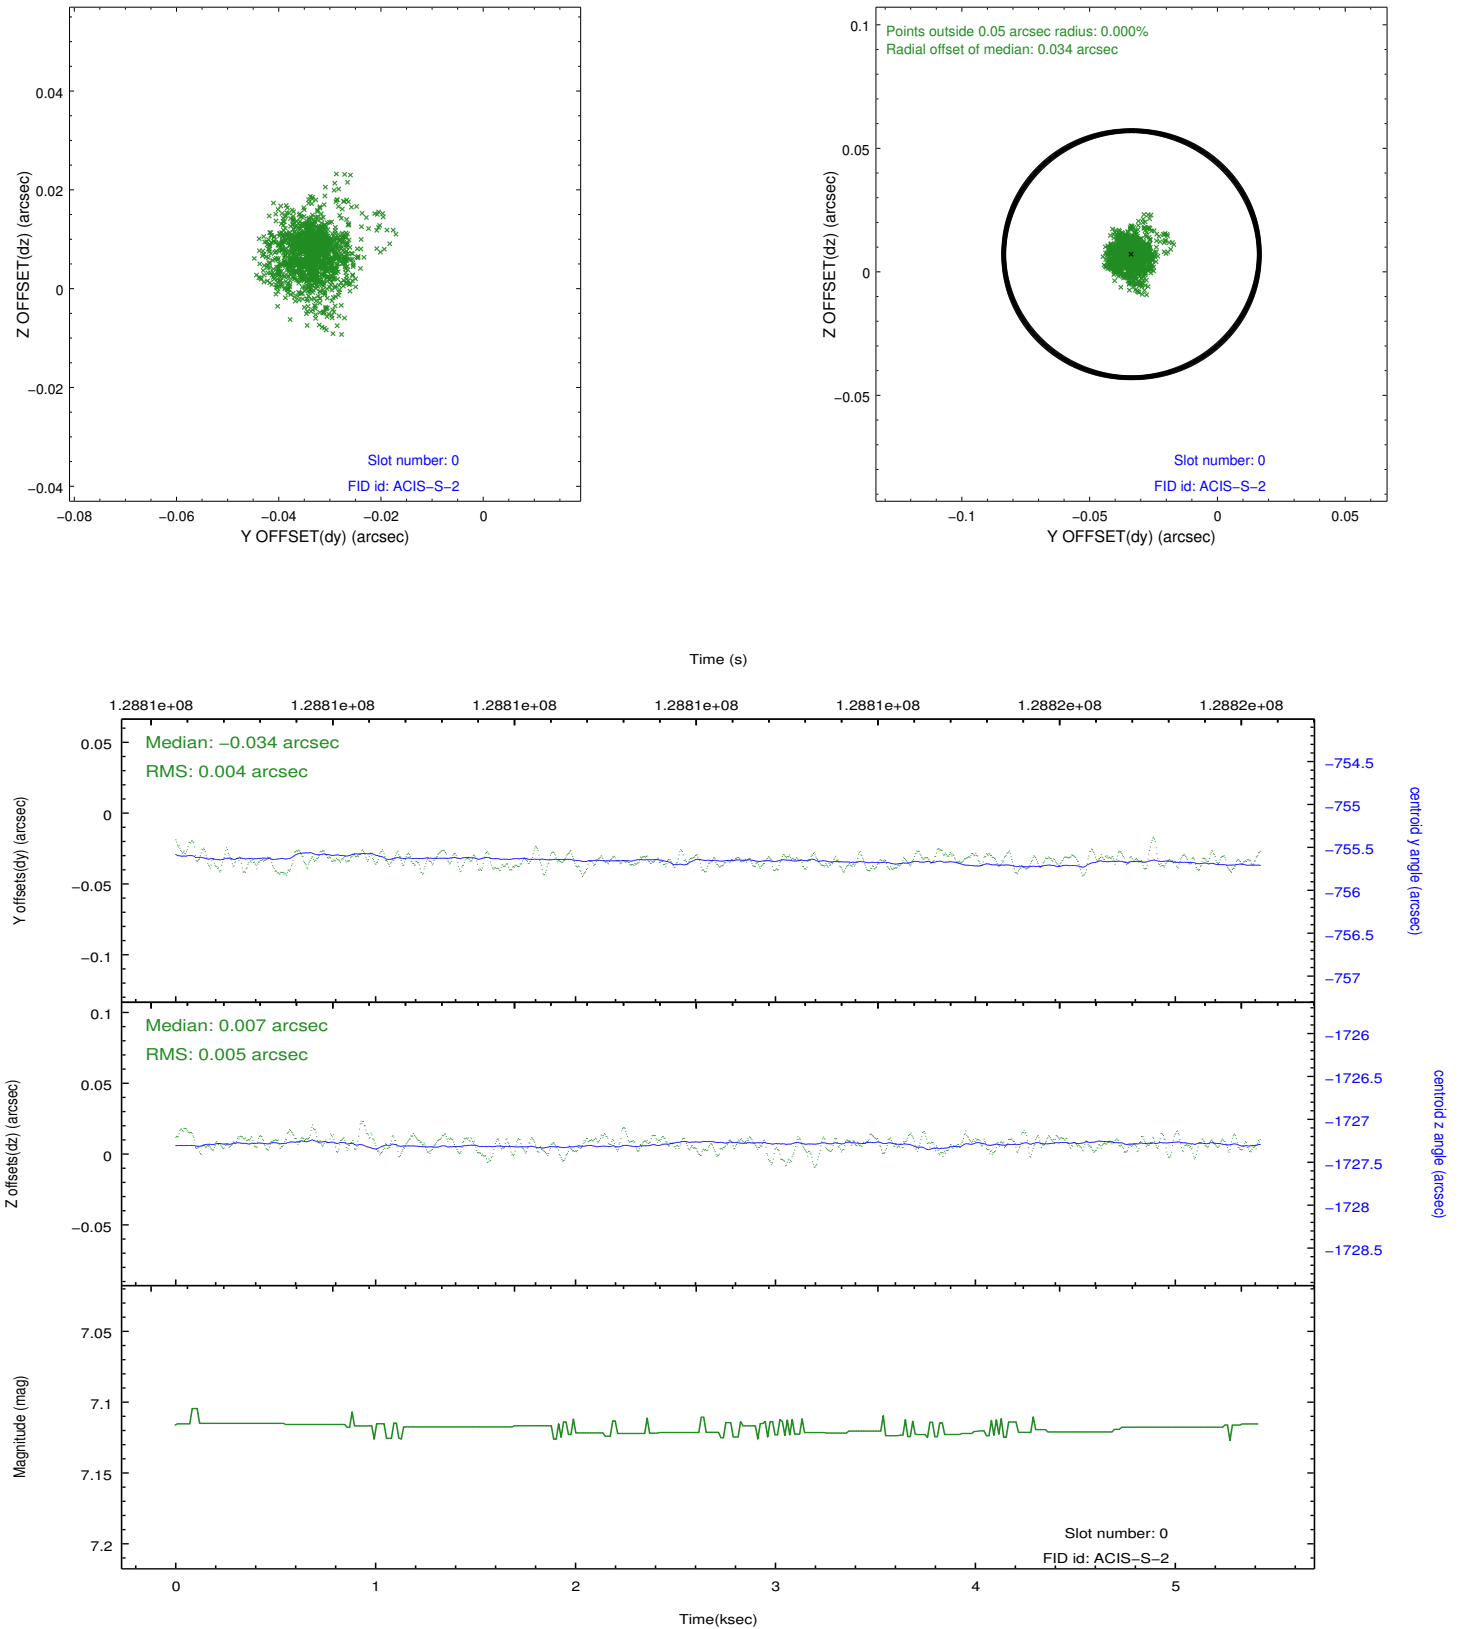 0.04
0.02
0
−0.02
−0.04
Z OFFSET(dz) (arcsec)
Slot number: 0
FID id: ACIS−S−2
−0.08
−0.06
−0.04
−0.02
0
Y OFFSET(dy) (arcsec)
Points outside 0.05 arcsec radius: 0.000%
Radial offset of median: 0.034 arcsec
0.1
0.05
0
−0.05
Z OFFSET(dz) (arcsec)
Slot number: 0
FID id: ACIS−S−2
−0.1
−0.05
0
0.05
Y OFFSET(dy) (arcsec)
Time (s)
1.2881e+08
1.2881e+08
1.2881e+08
1.2881e+08
1.2881e+08
1.2882e+08
1.2882e+08
Median: −0.034 arcsec
RMS: 0.004 arcsec
0.05
0
−0.05
−0.1
Y offsets(dy) (arcsec)
−754.5
−755
−755.5
−756
−756.5
−757
centroid y angle (arcsec)
Median: 0.007 arcsec
RMS: 0.005 arcsec
0.1
0.05
0
−0.05
Z offsets(dz) (arcsec)
−1726
−1726.5
−1727
−1727.5
−1728
−1728.5
centroid z angle (arcsec)
7.05
7.1
7.15
7.2
Magnitude (mag)
Slot number: 0
FID id: ACIS−S−2
0
1
2
3
4
5
Time(ksec)